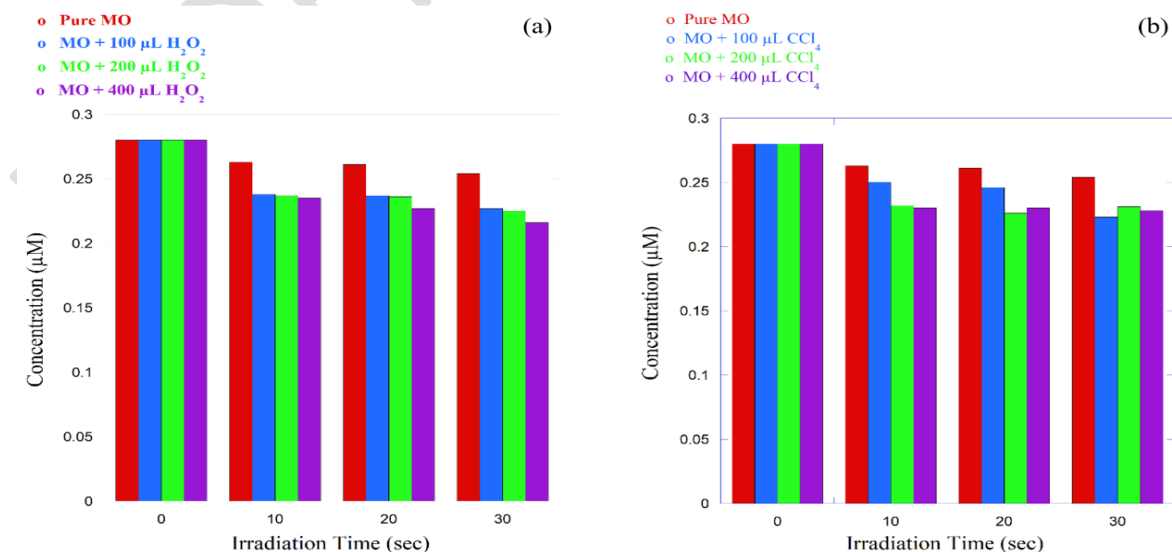 o Pure MO
o MO + 100 µL H₂O₂
o MO + 200 µL H₂O₂
o MO + 400 µL H₂O₂
(a)
0.3
0.25
0.2
0.15
0.1
0.05
0
Concentration (µM)
0 10 20 30
Irradiation Time (sec)
o Pure MO
o MO + 100 µL CCl₄
o MO + 200 µL CCl₄
o MO + 400 µL CCl₄
(b)
0.3
0.25
0.2
0.15
0.1
0.05
0
Concentration (µM)
0 10 20 30
Irradiation Time (sec)